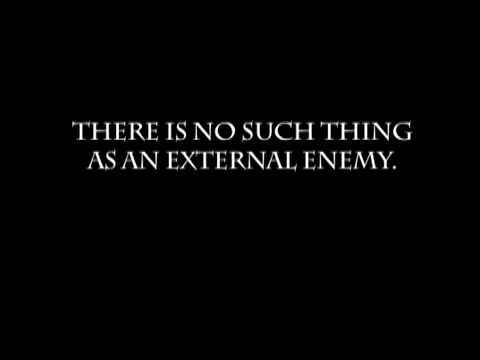 THERE IS NO SUCH THING
AS AN EXTERNAL ENEMY.